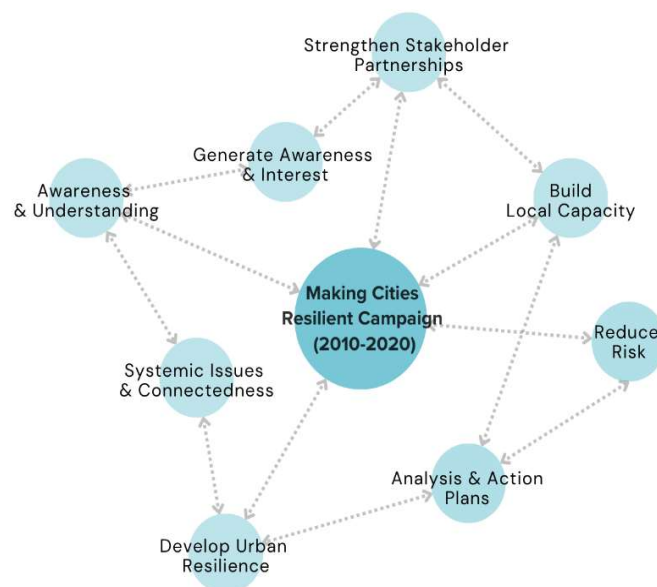 Strengthen Stakeholder
Partnerships
Generate Awareness
& Interest
Awareness
& Understanding
Build
Local Capacity
Making Cities
Resilient Campaign
(2010-2020)
Reduce
Risk
Systemic Issues
& Connectedness
Analysis & Action
Plans
Develop Urban
Resilience